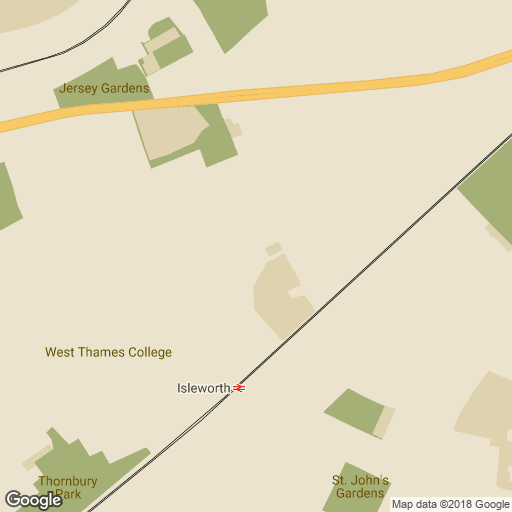 Jersey Gardens
West Thames College
Isleworth
Thornbury
Park
St. John's
Gardens
Google
Map data ©2018 Google